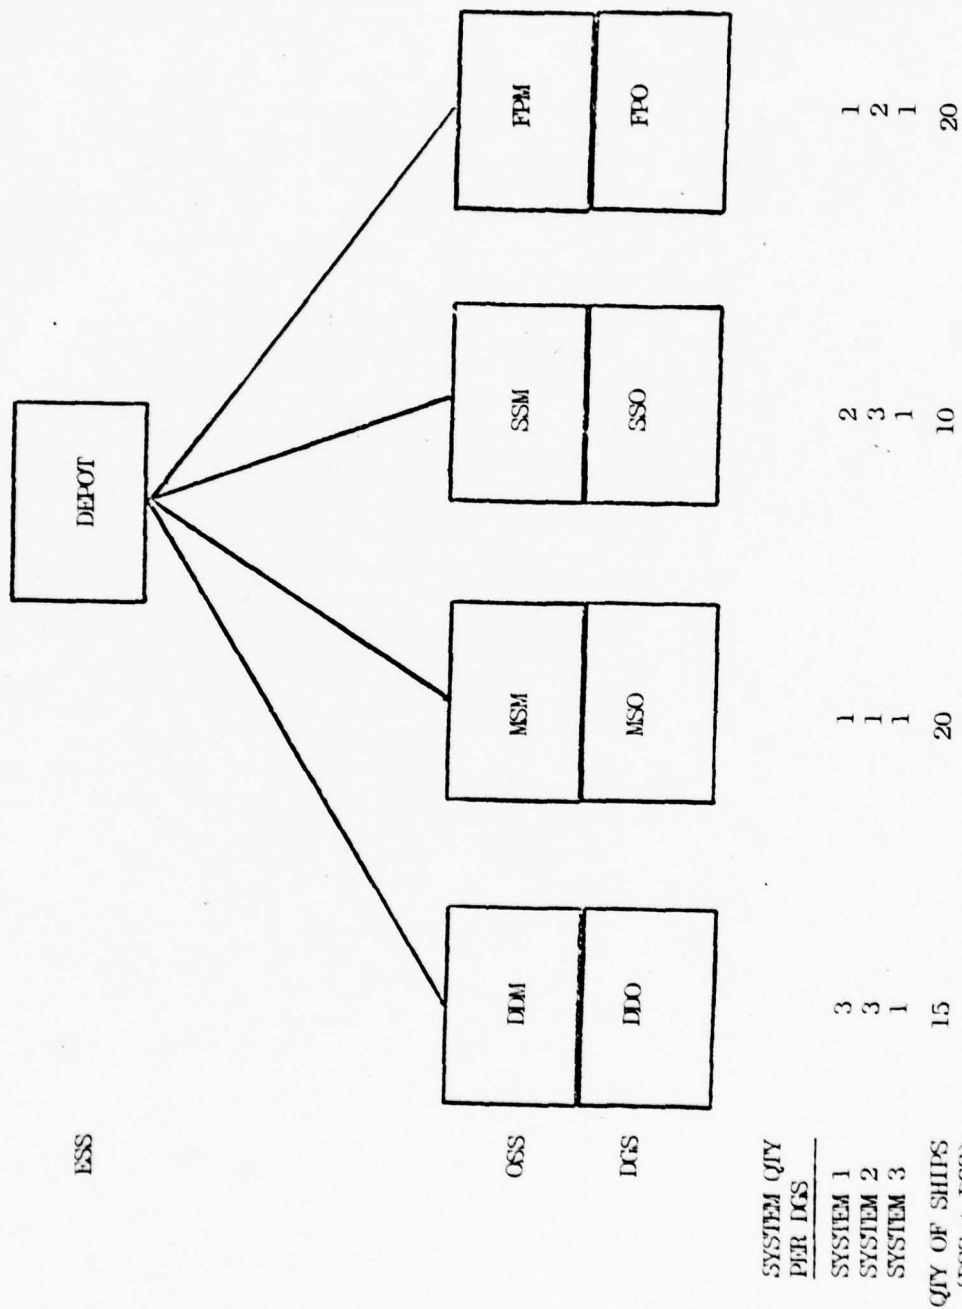 ESS
DEPOT
OSS
DDM
MSM
SSM
FPM
DGS
DDO
MSO
SSO
FPO
SYSTEM QTY
PER DGS
SYSTEM 1 3 1 2 1
SYSTEM 2 3 1 3 2
SYSTEM 3 1 1 1 1
QTY OF SHIPS 15 20 10 20